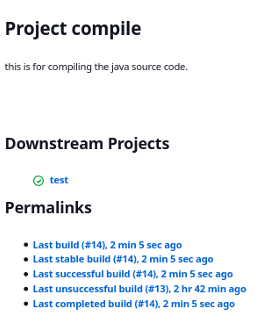 Project compile
this is for compiling the java source code.
Downstream Projects
test
Permalinks
Last build (#14), 2 min 5 sec ago
Last stable build (#14), 2 min 5 sec ago
Last successful build (#14), 2 min 5 sec ago
Last unsuccessful build (#13), 2 hr 42 min ago
Last completed build (#14), 2 min 5 sec ago